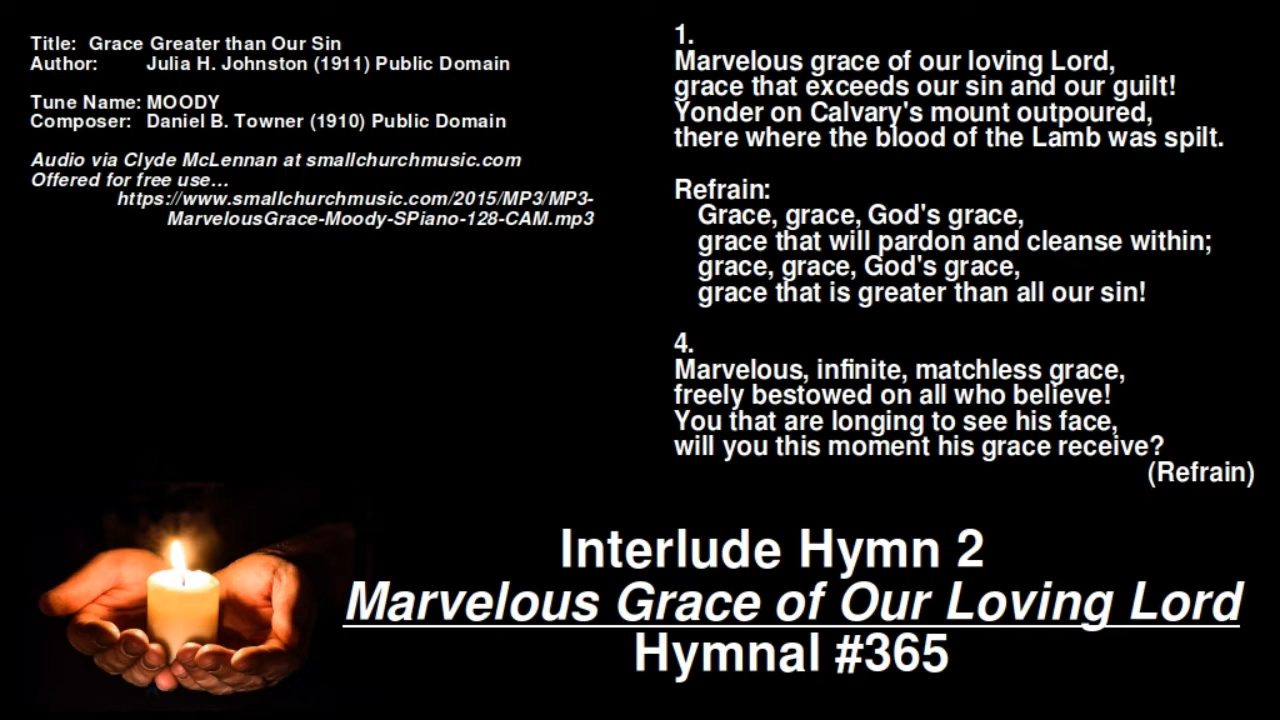 Title: Grace Greater than Our Sin
Author: Julia H. Johnston (1911) Public Domain
Tune Name: MOODY
Composer: Daniel B. Towner (1910) Public Domain
Audio via Clyde McLennan at smallchurchmusic.com
Offered for free use...
https://www.smallchurchmusic.com/2015/MP3/MP3-
MarvelousGrace-Moody-SPiano-128-CAM.mp3
1.
Marvelous grace of our loving Lord,
grace that exceeds our sin and our guilt!
Yonder on Calvary's mount outpoured,
there where the blood of the Lamb was spilt.
Refrain:
Grace, grace, God's grace,
grace that will pardon and cleanse within;
grace, grace, God's grace,
grace that is greater than all our sin!
4.
Marvelous, infinite, matchless grace,
freely bestowed on all who believe!
You that are longing to see his face,
will you this moment his grace receive?
(Refrain)
Interlude Hymn 2
Marvelous Grace of Our Loving Lord
Hymnal #365